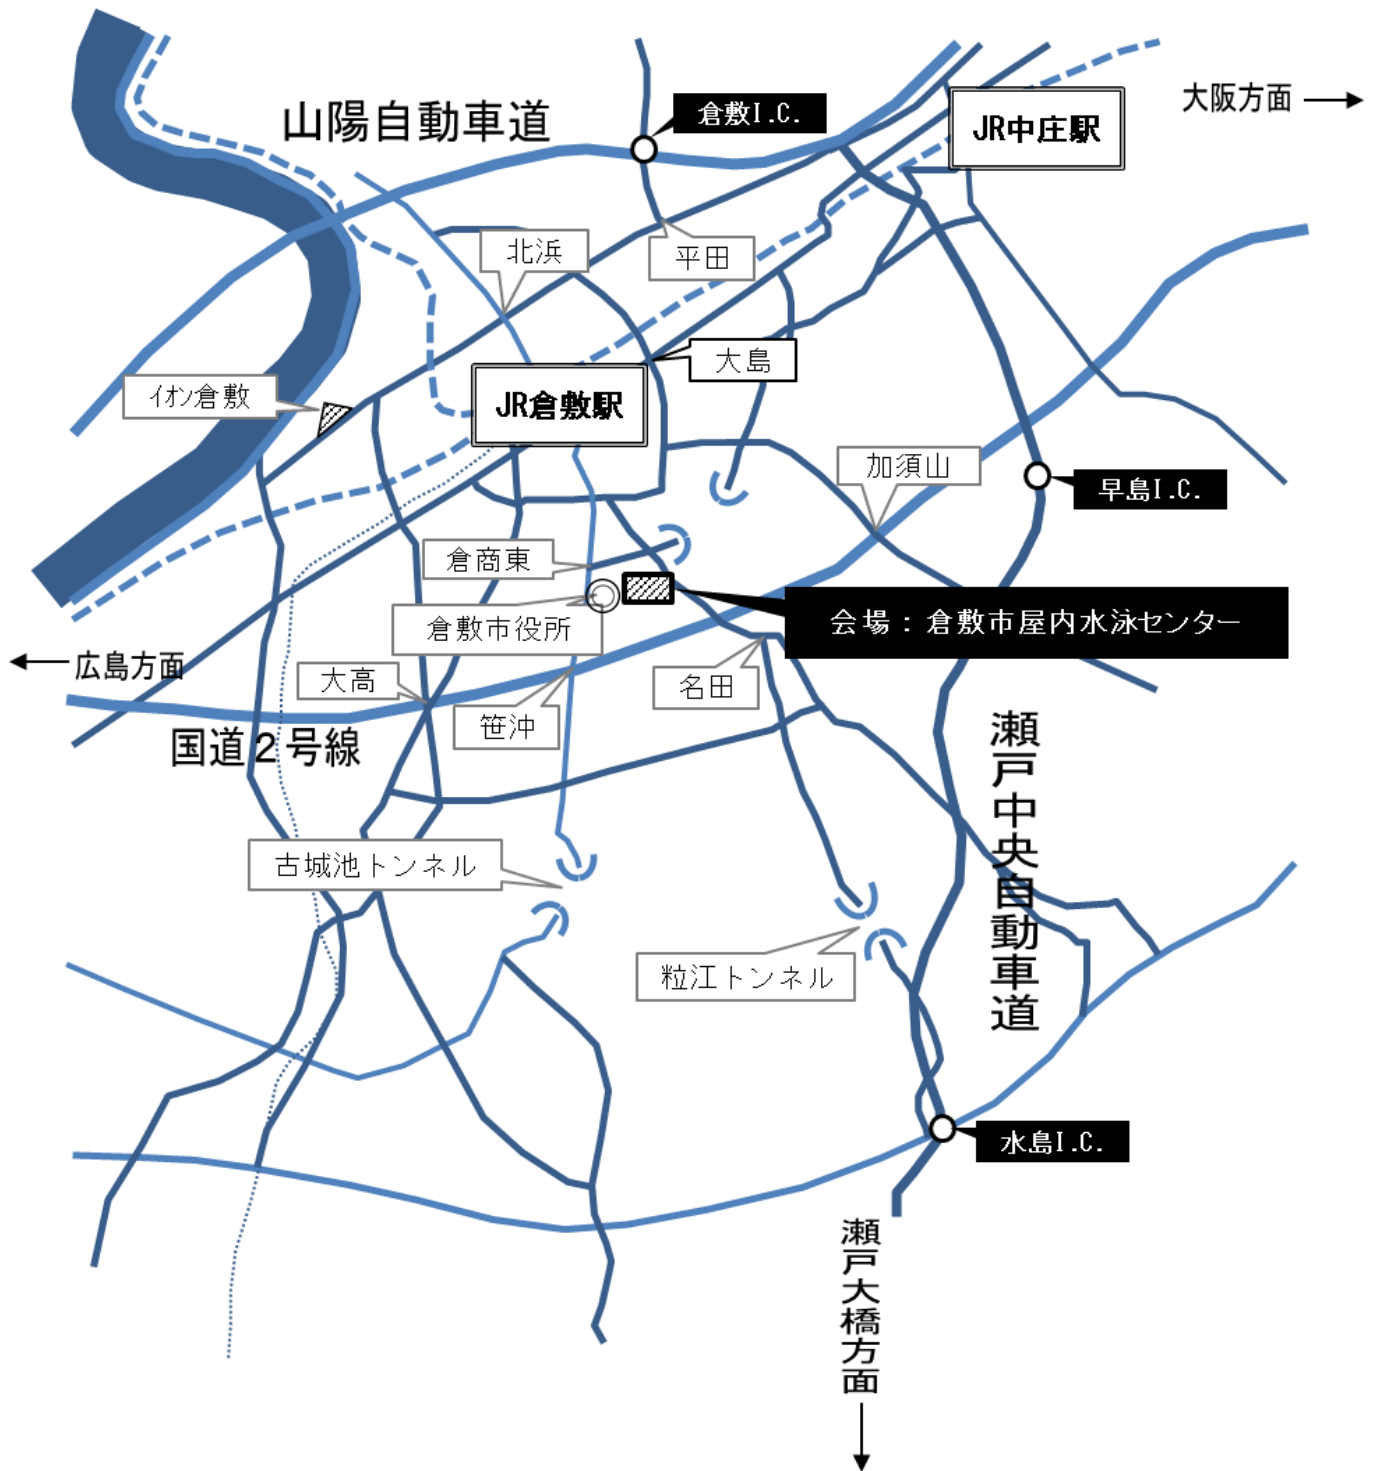 大阪方面
倉敷I.C.
山陽自動車道
JR中庄駅
北浜
平田
大島
イオン倉敷
JR倉敷駅
加須山
早島I.C.
倉商東
会場：倉敷市屋内水泳センター
倉敷市役所
広島方面
大高
名田
笹沖
国道２号線
瀬戸中央自動車道
古城池トンネル
粒江トンネル
水島I.C.
瀬戸大橋方面